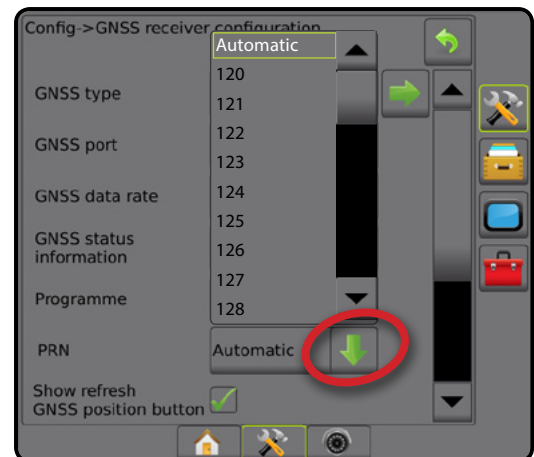 Config->GNSS receiver configuration
Automatic
120
121
122
123
124
125
126
127
128
GNSS type
GNSS port
GNSS data rate
GNSS status
information
Programme
PRN
Automatic
Show refresh
GNSS position button